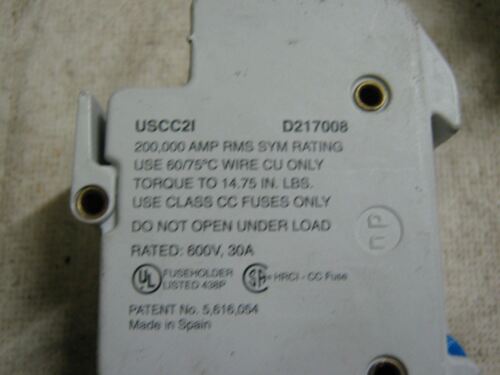 USCC2I D217008
200,000 AMP RMS SYM RATING
USE 60/75°C WIRE CU ONLY
TORQUE TO 14.75 IN. LBS.
USE CLASS CC FUSES ONLY
DO NOT OPEN UNDER LOAD
RATED: 600V, 30A
UL FUSEHOLDER
LISTED 438P
= HRCI - CC Fuse
PATENT No. 5,616,054
Made in Spain